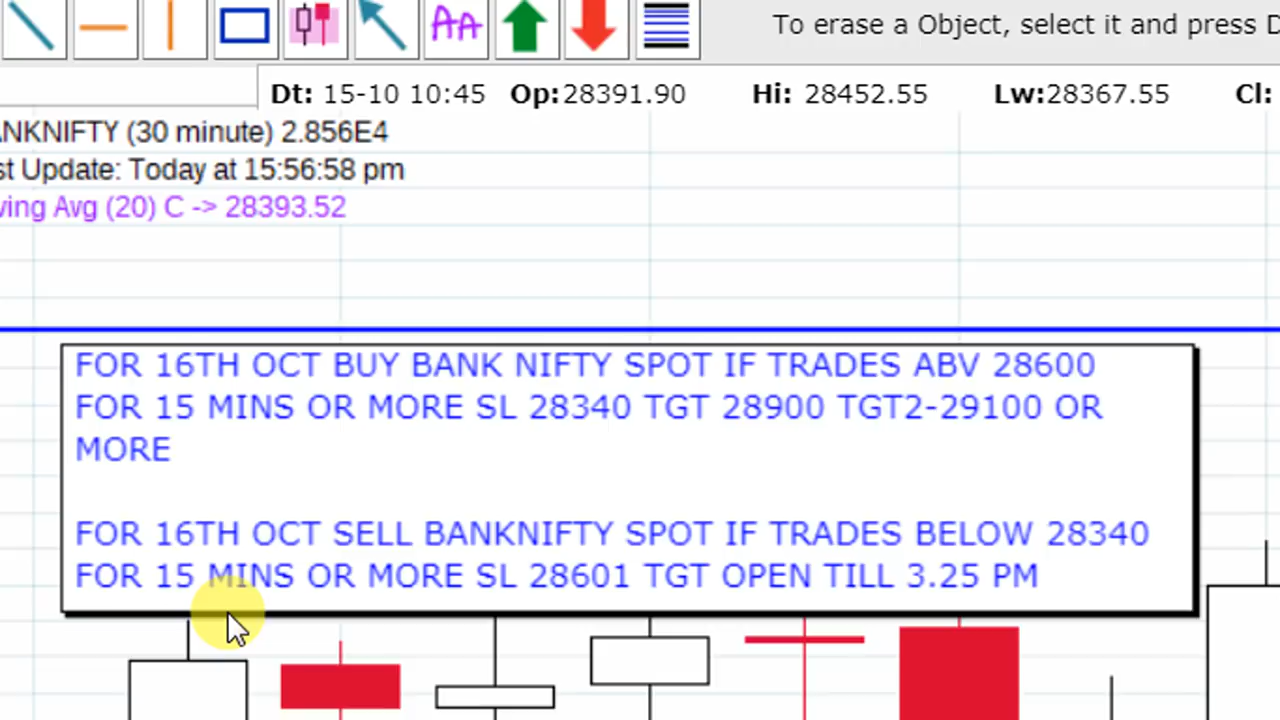 AA
To erase a Object, select it and press D
Dt: 15-10 10:45 Op:28391.90 Hi: 28452.55 Lw:28367.55 Cl:
ANKNIFTY (30 minute) 2.856E4
st Update: Today at 15:56:58 pm
ving Avg (20) C -> 28393.52
FOR 16TH OCT BUY BANK NIFTY SPOT IF TRADES ABV 28600
FOR 15 MINS OR MORE SL 28340 TGT 28900 TGT2-29100 OR
MORE
FOR 16TH OCT SELL BANKNIFTY SPOT IF TRADES BELOW 28340
FOR 15 MINS OR MORE SL 28601 TGT OPEN TILL 3.25 PM